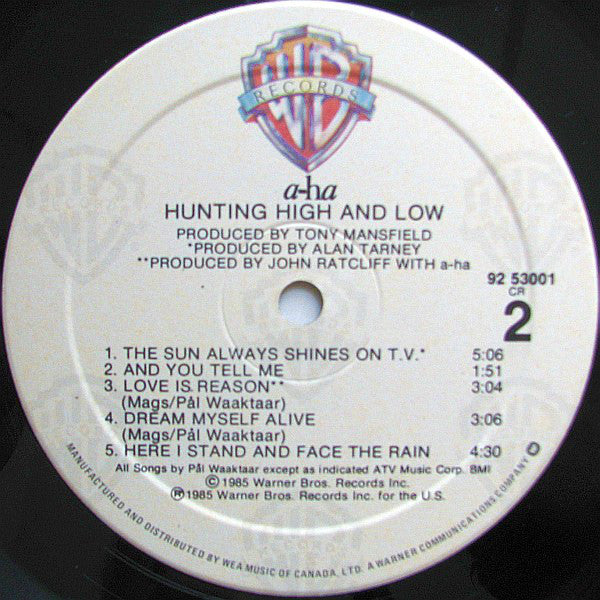 RECORDS
a-ha
HUNTING HIGH AND LOW
PRODUCED BY TONY MANSFIELD
*PRODUCED BY ALAN TARNEY
**PRODUCED BY JOHN RATCLIFF WITH a-ha
92 53001
CR
2
1. THE SUN ALWAYS SHINES ON T.V.* 5:06
2. AND YOU TELL ME 1:51
3. LOVE IS REASON** 3:04
(Mags/Pål Waaktaar)
4. DREAM MYSELF ALIVE 3:06
(Mags/Pål Waaktaar)
5. HERE I STAND AND FACE THE RAIN 4:30
All Songs by Pål Waaktaar except as indicated ATV Music Corp. BMI
©1985 Warner Bros. Records Inc.
℗1985 Warner Bros. Records Inc. for the U.S.
MANUFACTURED AND DISTRIBUTED BY WEA MUSIC OF CANADA, LTD. A WARNER COMMUNICATIONS COMPANY